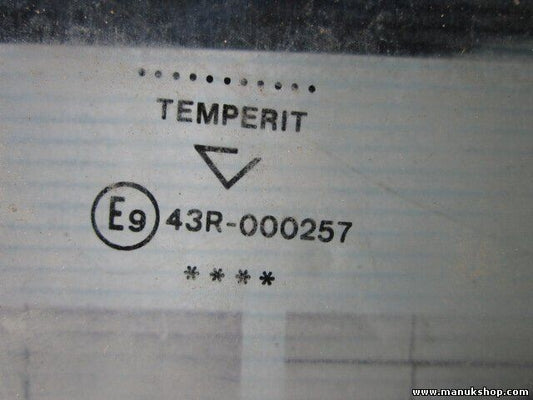 ...........
TEMPERIT
E9 43R-000257
****
www.manukshop.com